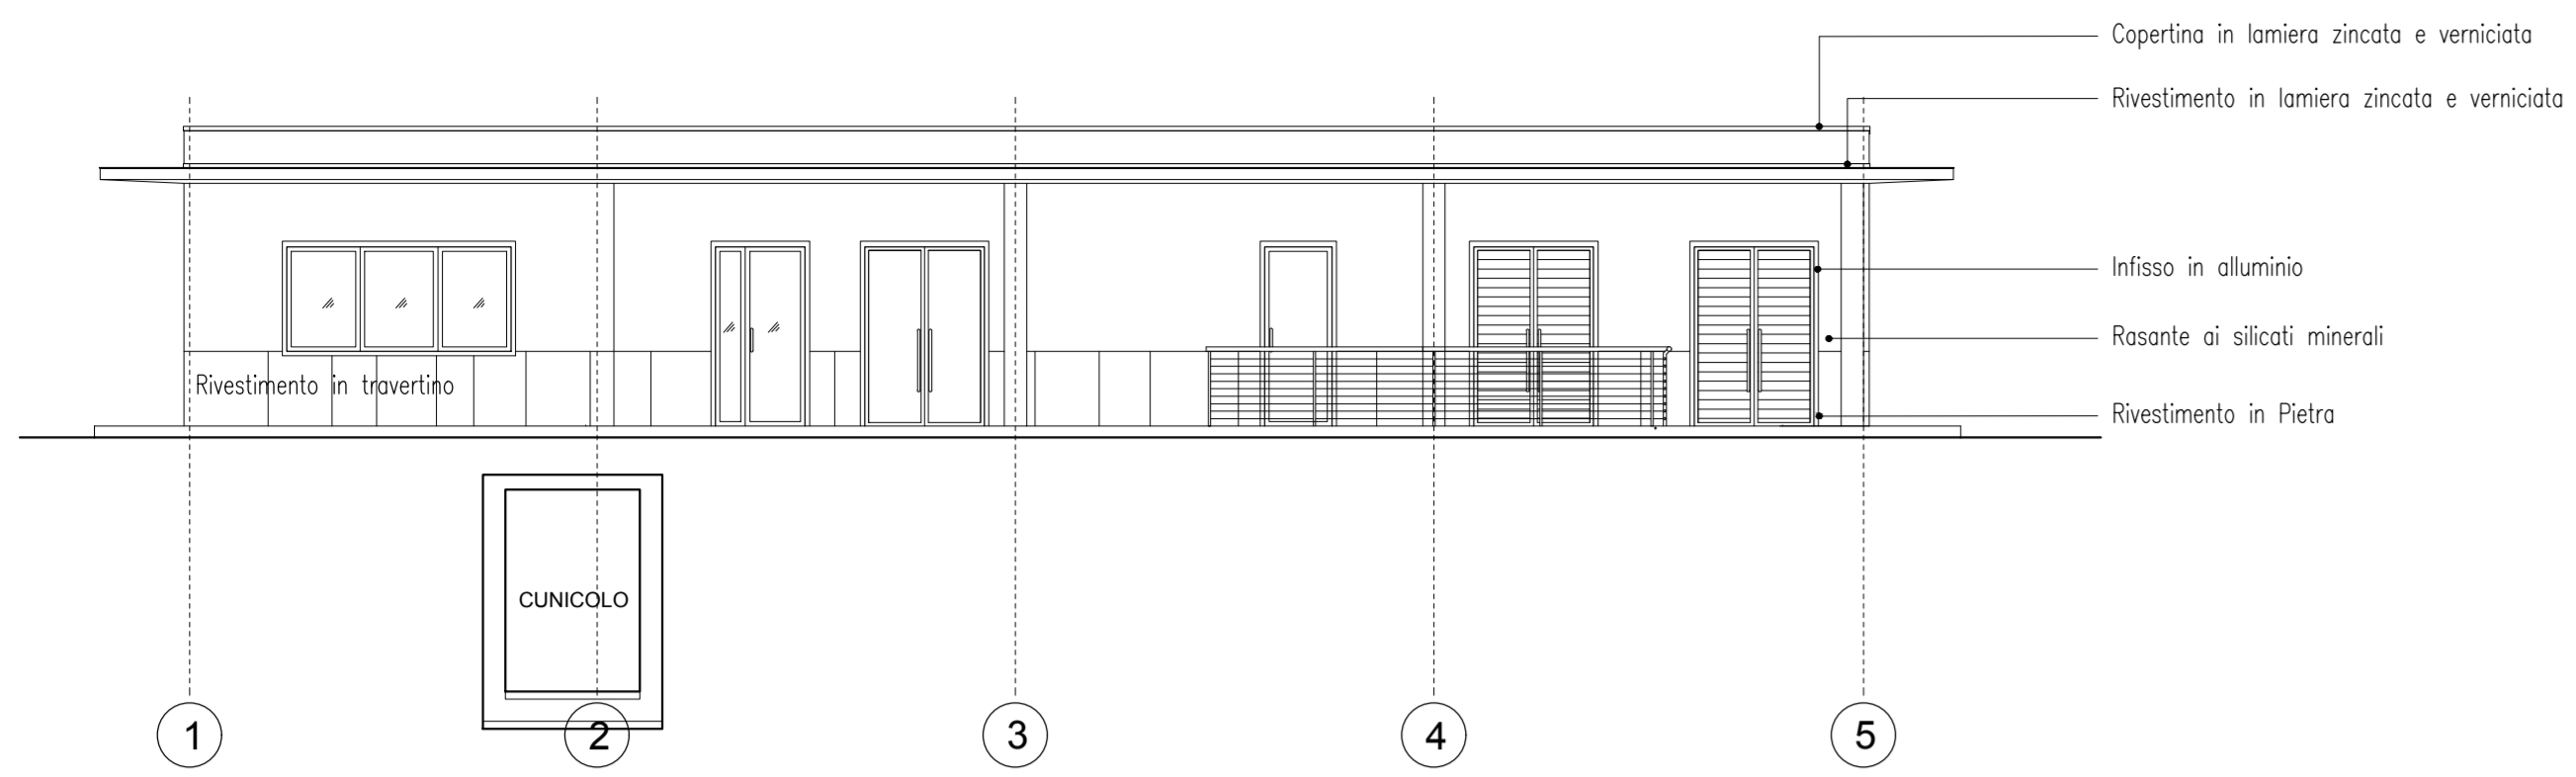 Copertina in lamiera zincata e verniciata
Rivestimento in lamiera zincata e verniciata
Infisso in alluminio
Rasante ai silicati minerali
Rivestimento in travertino
Rivestimento in Pietra
CUNICOLO
1
2
3
4
5